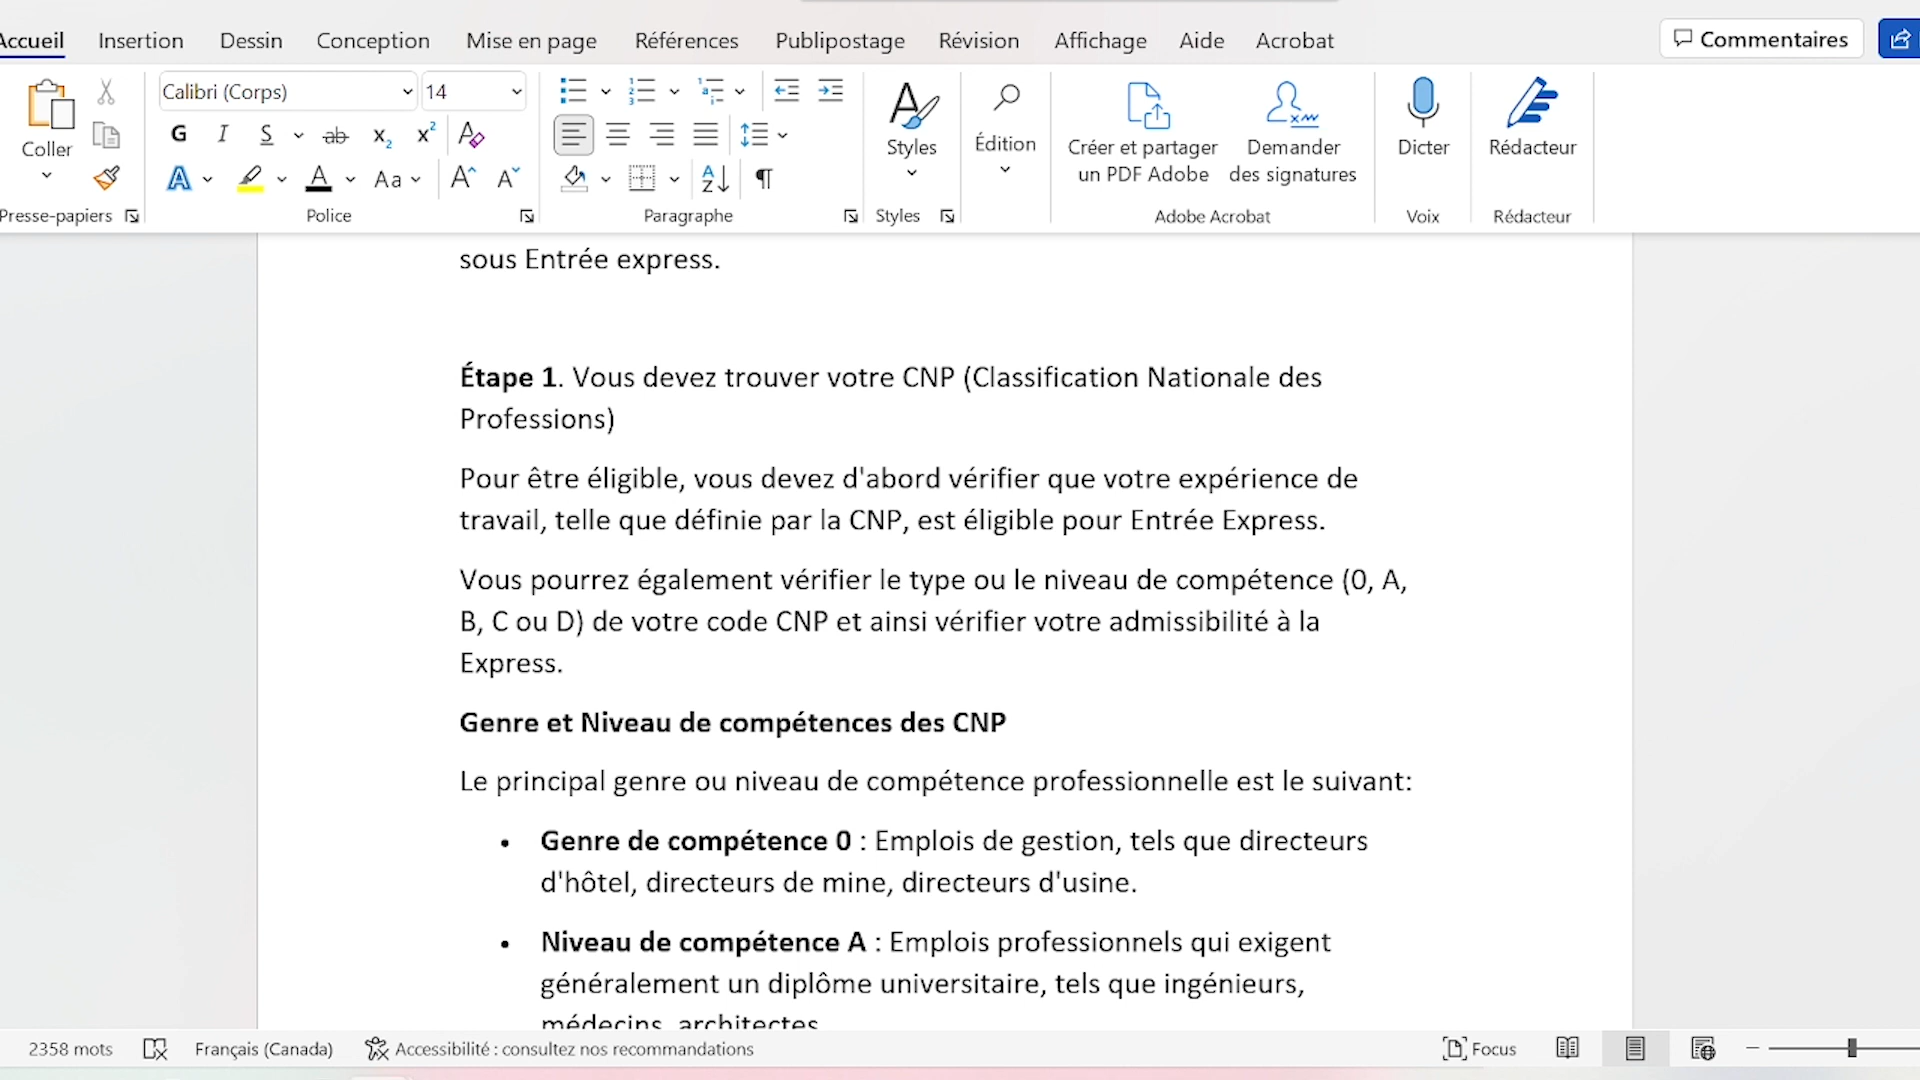 Accueil Insertion Dessin Conception Mise en page Références Publipostage Révision Affichage Aide Acrobat Commentaires
Calibri (Corps) 14
G I S ab x₂ x² A
Coller Styles Édition Créer et partager un PDF Adobe Demander des signatures Dicter Rédacteur
A A Aa A A A Z ¶
Presse-papiers Police Paragraphe Styles Adobe Acrobat Voix Rédacteur
sous Entrée express.
Étape 1. Vous devez trouver votre CNP (Classification Nationale des
Professions)
Pour être éligible, vous devez d'abord vérifier que votre expérience de
travail, telle que définie par la CNP, est éligible pour Entrée Express.
Vous pourrez également vérifier le type ou le niveau de compétence (0, A,
B, C ou D) de votre code CNP et ainsi vérifier votre admissibilité à la
Express.
Genre et Niveau de compétences des CNP
Le principal genre ou niveau de compétence professionnelle est le suivant:
• Genre de compétence 0 : Emplois de gestion, tels que directeurs
d'hôtel, directeurs de mine, directeurs d'usine.
• Niveau de compétence A : Emplois professionnels qui exigent
généralement un diplôme universitaire, tels que ingénieurs,
médecins, architectes
2358 mots Français (Canada) Accessibilité : consultez nos recommandations Focus